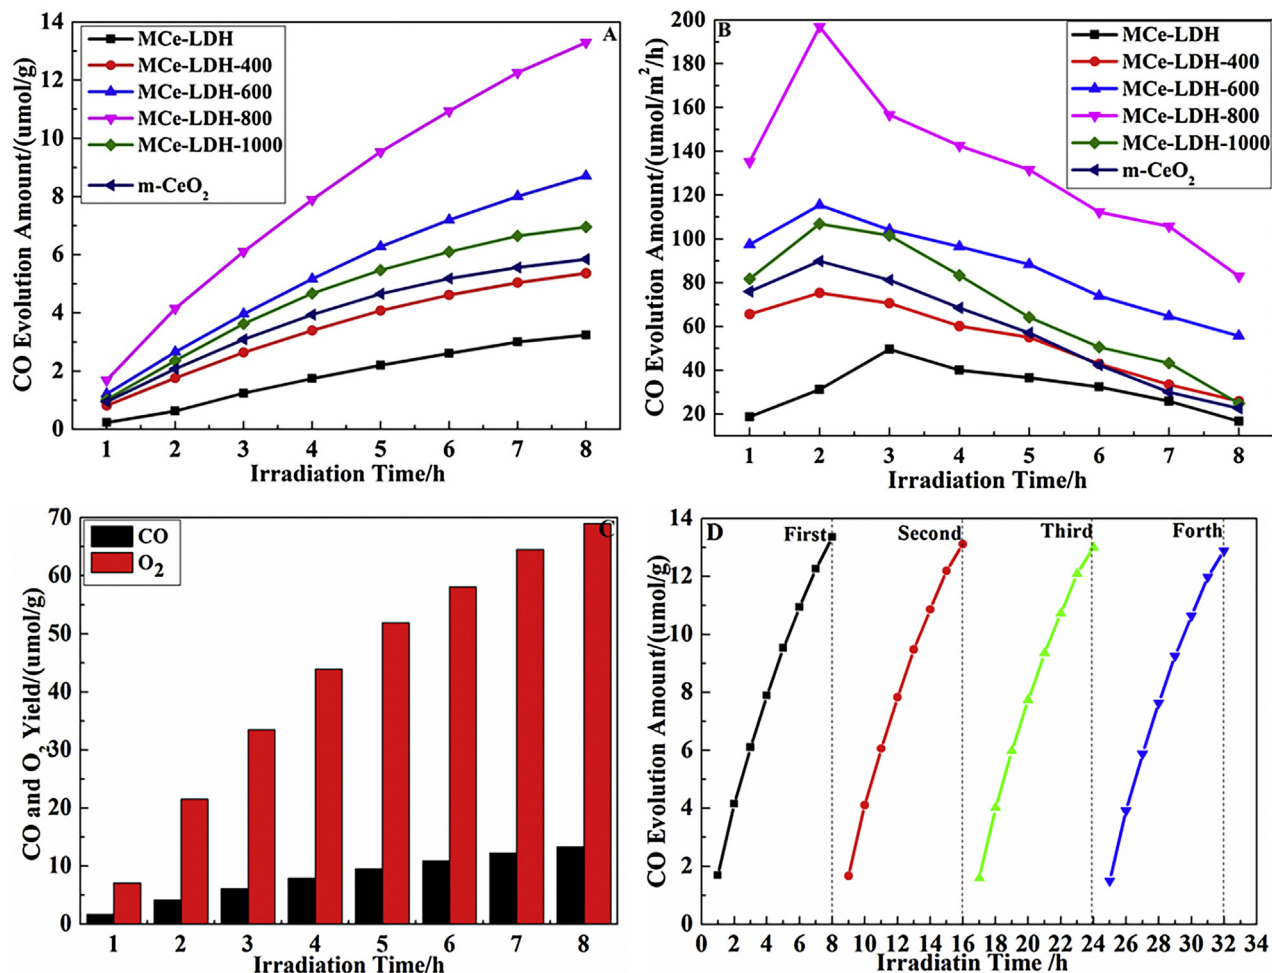 A
CO Evolution Amount/(umol/g)
14
12
10
8
6
4
2
0
MCe-LDH
MCe-LDH-400
MCe-LDH-600
MCe-LDH-800
MCe-LDH-1000
m-CeO2
1 2 3 4 5 6 7 8
Irradiation Time/h
B
CO Evolution Amount/(umol/m2/h)
200
180
160
140
120
100
80
60
40
20
MCe-LDH
MCe-LDH-400
MCe-LDH-600
MCe-LDH-800
MCe-LDH-1000
m-CeO2
1 2 3 4 5 6 7 8
Irradiation Time/h
C
CO and O2 Yield/(umol/g)
70
60
50
40
30
20
10
0
CO
O2
1 2 3 4 5 6 7 8
Irradiation Time/h
D
CO Evolution Amount/(umol/g)
14
12
10
8
6
4
2
0
First
Second
Third
Forth
0 2 4 6 8 10 12 14 16 18 20 22 24 26 28 30 32 34
Irradiatin Time /h